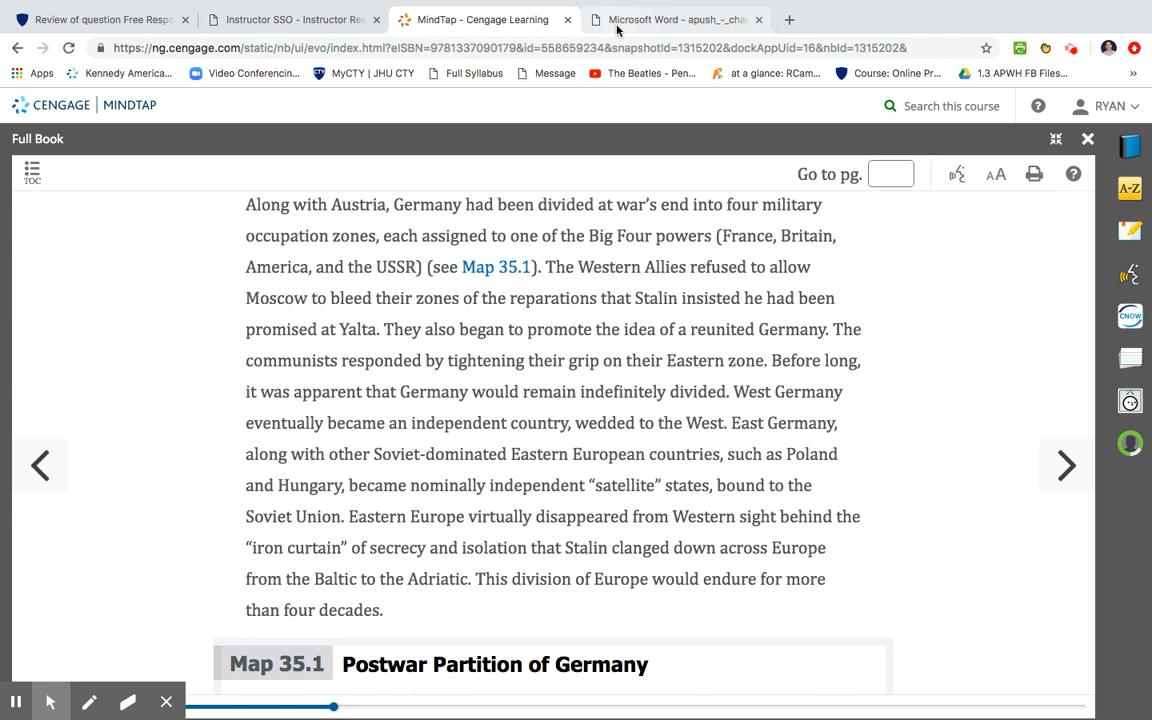 Review of question Free Respo
Instructor SSO - Instructor Res
MindTap - Cengage Learning
Microsoft Word - apush_-_cha
https://ng.cengage.com/static/nb/ui/evo/index.html?eISBN=9781337090179&id=558659234&snapshotId=1315202&dockAppUid=16&nbId=1315202&
Apps
Kennedy America...
Video Conferencin...
CTY
MyCTY | JHU CTY
Full Syllabus
Message
The Beatles - Pen...
at a glance: RCam...
Course: Online Pr...
1.3 APWH FB Files...
CENGAGE | MINDTAP
Search this course
RYAN
Full Book
TOC
Go to pg.
AA
A-Z
CNOW
Along with Austria, Germany had been divided at war's end into four military
occupation zones, each assigned to one of the Big Four powers (France, Britain,
America, and the USSR) (see Map 35.1). The Western Allies refused to allow
Moscow to bleed their zones of the reparations that Stalin insisted he had been
promised at Yalta. They also began to promote the idea of a reunited Germany. The
communists responded by tightening their grip on their Eastern zone. Before long,
it was apparent that Germany would remain indefinitely divided. West Germany
eventually became an independent country, wedded to the West. East Germany,
along with other Soviet-dominated Eastern European countries, such as Poland
and Hungary, became nominally independent “satellite” states, bound to the
Soviet Union. Eastern Europe virtually disappeared from Western sight behind the
“iron curtain” of secrecy and isolation that Stalin clanged down across Europe
from the Baltic to the Adriatic. This division of Europe would endure for more
than four decades.
Map 35.1 Postwar Partition of Germany